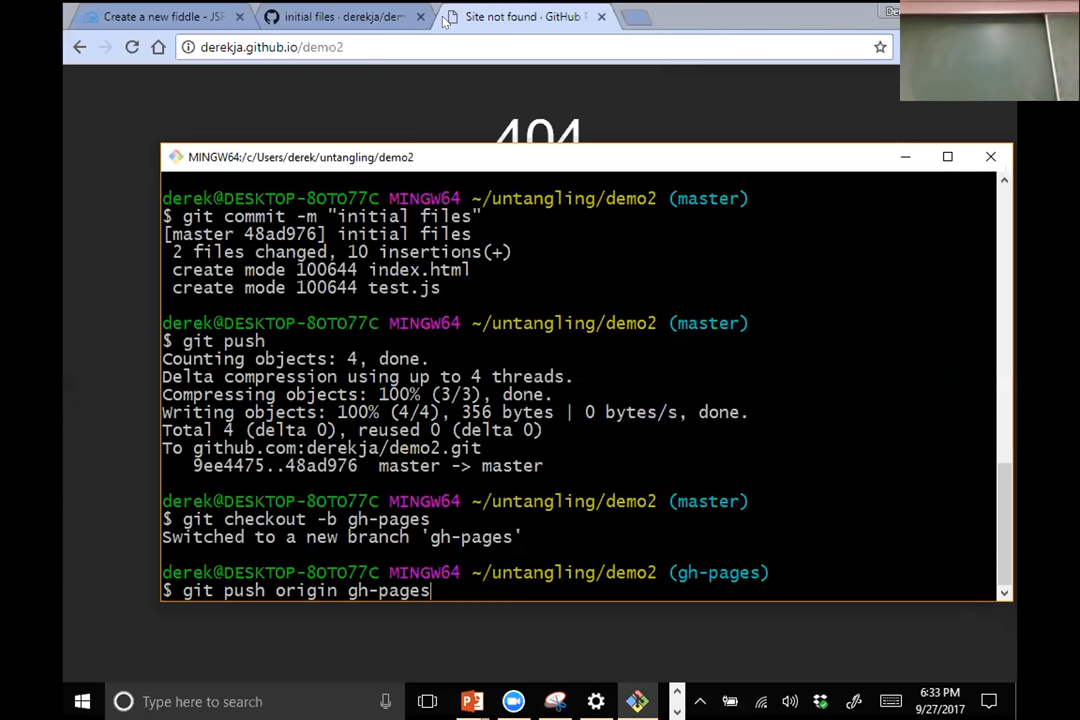 Create a new fiddle - JSF
initial files · derekja/dem
Site not found · GitHub P
derekja.github.io/demo2
404
MINGW64:/c/Users/derek/untangling/demo2
derek@DESKTOP-8OTO77C MINGW64 ~/untangling/demo2 (master)
$ git commit -m "initial files"
[master 48ad976] initial files
2 files changed, 10 insertions(+)
create mode 100644 index.html
create mode 100644 test.js
derek@DESKTOP-8OTO77C MINGW64 ~/untangling/demo2 (master)
$ git push
Counting objects: 4, done.
Delta compression using up to 4 threads.
Compressing objects: 100% (3/3), done.
Writing objects: 100% (4/4), 356 bytes | 0 bytes/s, done.
Total 4 (delta 0), reused 0 (delta 0)
To github.com:derekja/demo2.git
9ee4475..48ad976  master -> master
derek@DESKTOP-8OTO77C MINGW64 ~/untangling/demo2 (master)
$ git checkout -b gh-pages
Switched to a new branch 'gh-pages'
derek@DESKTOP-8OTO77C MINGW64 ~/untangling/demo2 (gh-pages)
$ git push origin gh-pages
Type here to search
6:33 PM
9/27/2017